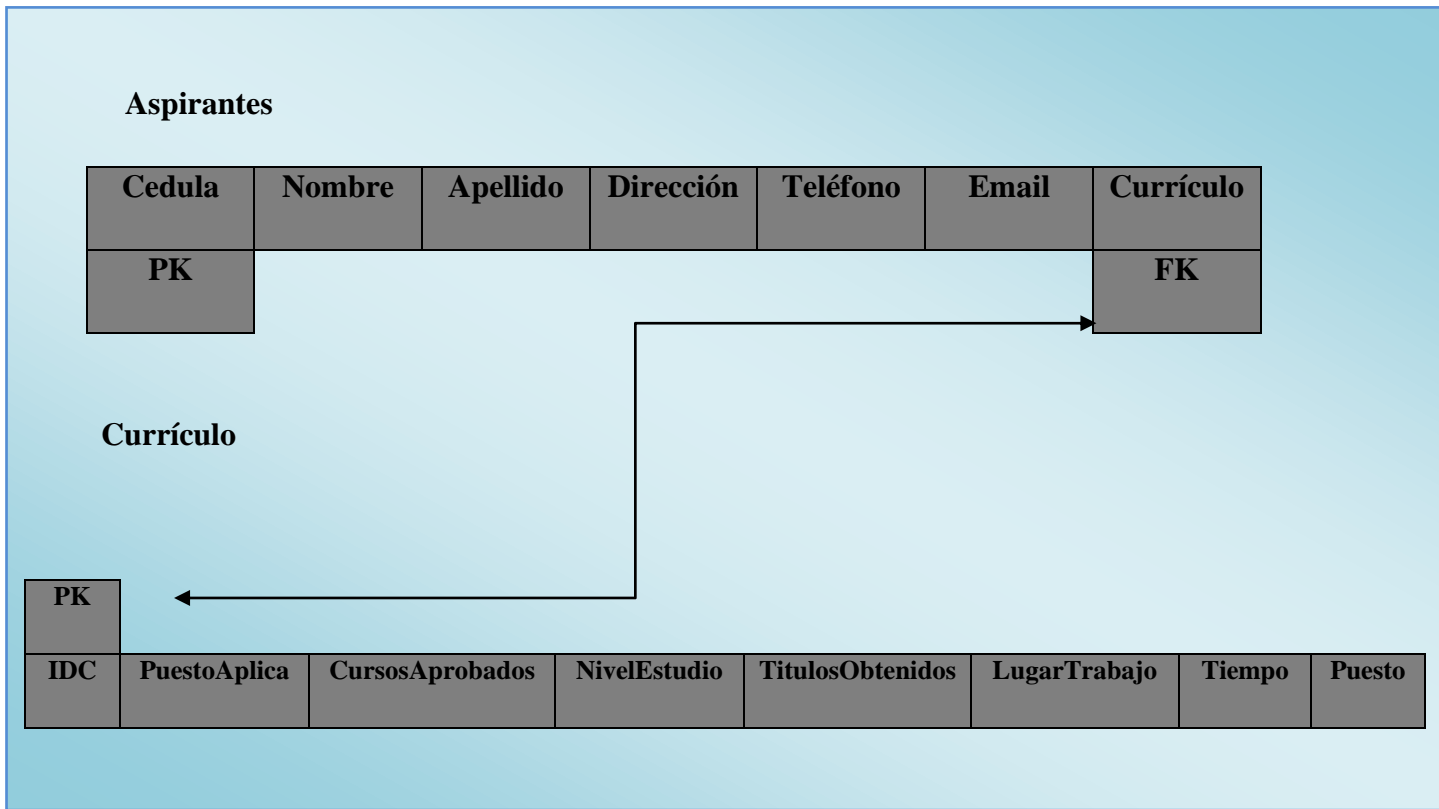 Aspirantes
Cedula Nombre Apellido Dirección Teléfono Email Currículo
PK FK
Currículo
PK
IDC PuestoAplica CursosAprobados NivelEstudio TitulosObtenidos LugarTrabajo Tiempo Puesto